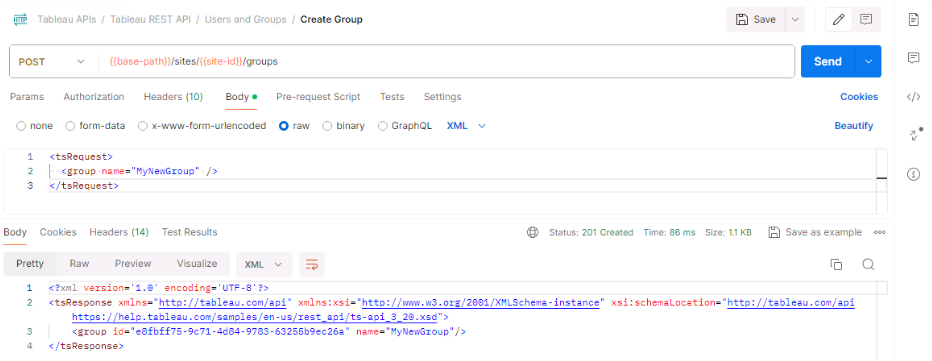 HTTP Tableau APIs / Tableau REST API / Users and Groups / Create Group Save
POST {{base-path}}/sites/{{site-id}}/groups Send
Params Authorization Headers (10) Body Pre-request Script Tests Settings Cookies
none form-data x-www-form-urlencoded raw binary GraphQL XML Beautify
1 <tsRequest>
2 <group name="MyNewGroup" />
3 </tsRequest>
Body Cookies Headers (14) Test Results Status: 201 Created Time: 86 ms Size: 1.1 KB Save as example
Pretty Raw Preview Visualize XML
1 <?xml version='1.0' encoding='UTF-8'?>
2 <tsResponse xmlns="http://tableau.com/api" xmlns:xsi="http://www.w3.org/2001/XMLSchema-instance" xsi:schemaLocation="http://tableau.com/api
https://help.tableau.com/samples/en-us/rest_api/ts-api_3_20.xsd">
3 <group id="e8fbff75-9c71-4d84-9783-63255b9ec26a" name="MyNewGroup"/>
4 </tsResponse>